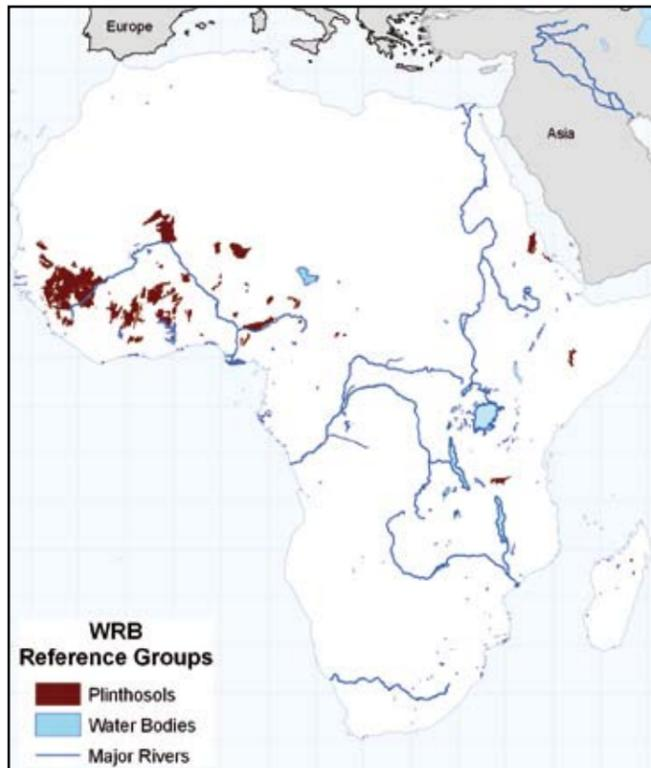 Europe
Asia
WRB
Reference Groups
Plinthosols
Water Bodies
Major Rivers